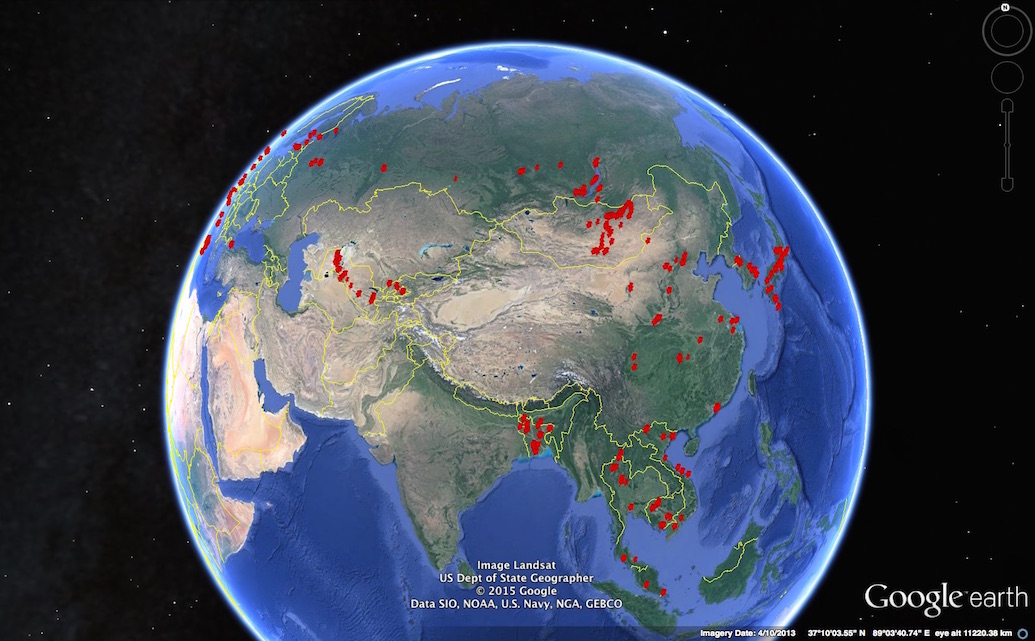 N
Image Landsat
US Dept of State Geographer
© 2015 Google
Data SIO, NOAA, U.S. Navy, NGA, GEBCO
Google earth
Imagery Date: 4/10/2013 37°10'03.55" N 89°03'40.74" E eye alt 11220.38 km